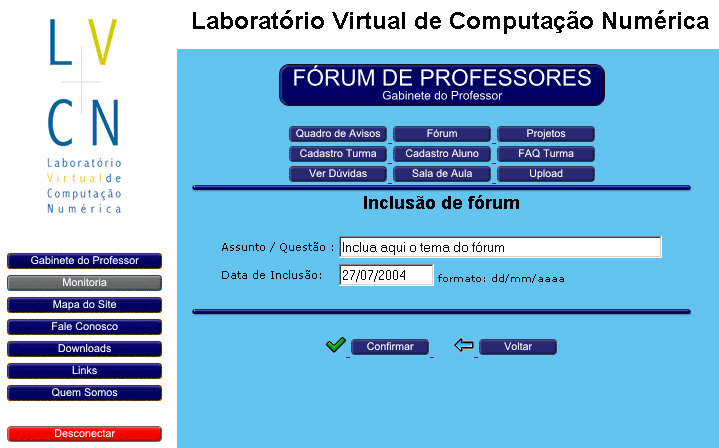 Laboratório Virtual de Computação Numérica
LV
CN
Laboratório
Virtual de
Computação
Numérica
Gabinete do Professor
Monitoria
Mapa do Site
Fale Conosco
Downloads
Links
Quem Somos
Desconectar
FÓRUM DE PROFESSORES
Gabinete do Professor
Quadro de Avisos Fórum Projetos
Cadastro Turma Cadastro Aluno FAQ Turma
Ver Dúvidas Sala de Aula Upload
Inclusão de fórum
Assunto / Questão : Inclua aqui o tema do fórum
Data de Inclusão: 27/07/2004 formato: dd/mm/aaaa
Confirmar Voltar